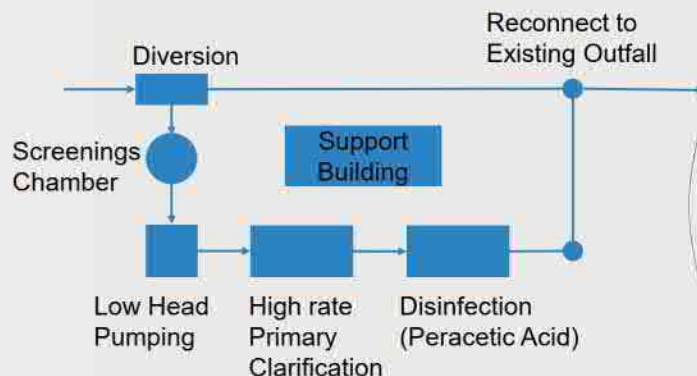 Reconnect to
Existing Outfall
Diversion
Screenings
Chamber
Support
Building
Low Head
Pumping
High rate
Primary
Clarification
Disinfection
(Peracetic Acid)